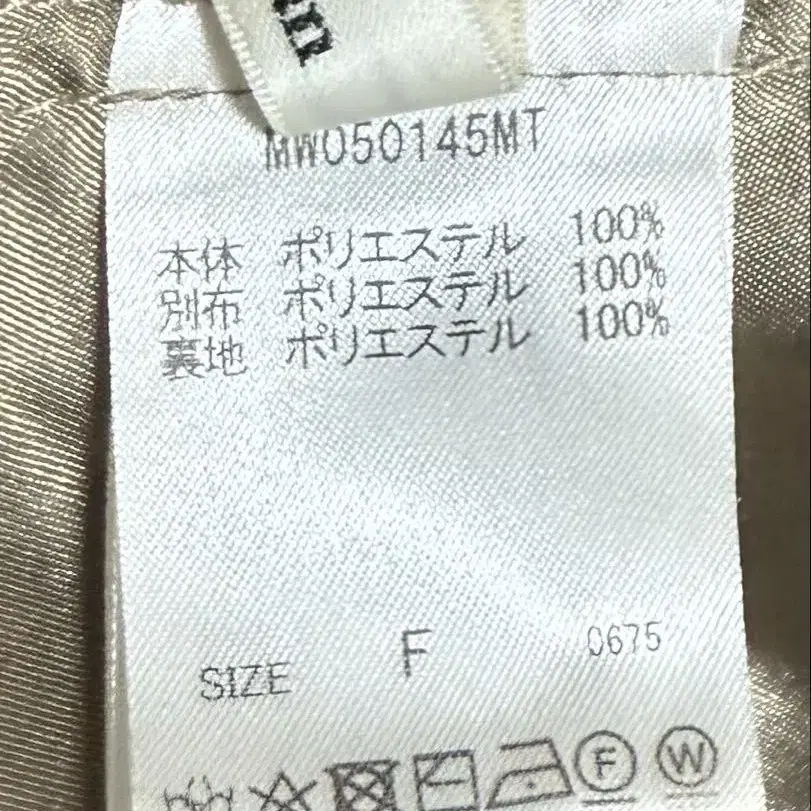 MW050145MT
本体 ポリエステル 100%
別布 ポリエステル 100%
裏地 ポリエステル 100%
SIZE F 0675
F W